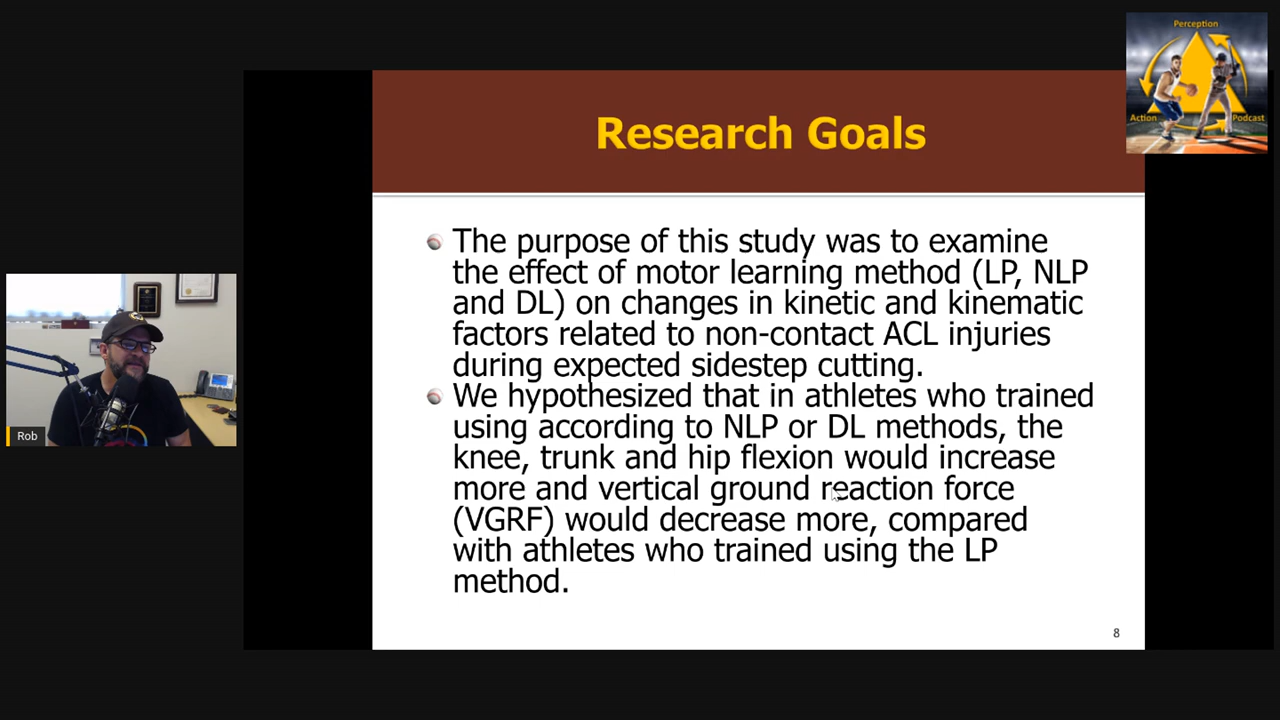 Perception
Action
Podcast
Research Goals
The purpose of this study was to examine
the effect of motor learning method (LP, NLP
and DL) on changes in kinetic and kinematic
factors related to non-contact ACL injuries
during expected sidestep cutting.
We hypothesized that in athletes who trained
using according to NLP or DL methods, the
knee, trunk and hip flexion would increase
more and vertical ground reaction force
(VGRF) would decrease more, compared
with athletes who trained using the LP
method.
8
Rob